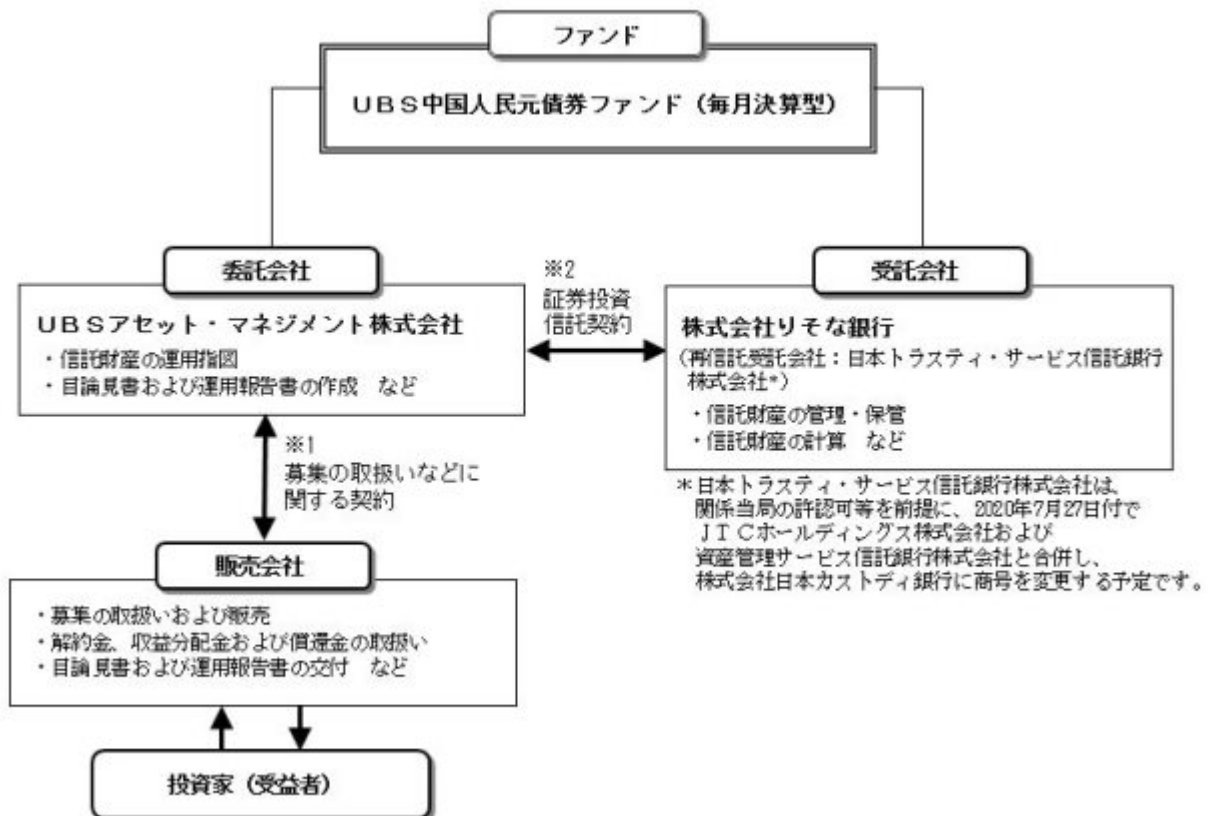 ファンド
UBS中国人民元債券ファンド（毎月決算型）
委託会社
UBSアセット・マネジメント株式会社
・信託財産の運用指図
・目論見書および運用報告書の作成　など
※2
証券投資
信託契約
受託会社
株式会社りそな銀行
（再信託受託会社：日本トラスティ・サービス信託銀行
株式会社*）
・信託財産の管理・保管
・信託財産の計算　など
*日本トラスティ・サービス信託銀行株式会社は、
関係当局の許認可等を前提に、2020年7月27日付で
JTCホールディングス株式会社および
資産管理サービス信託銀行株式会社と合併し、
株式会社日本カストディ銀行に商号を変更する予定です。
※1
募集の取扱いなどに
関する契約
販売会社
・募集の取扱いおよび販売
・解約金、収益分配金および償還金の取扱い
・目論見書および運用報告書の交付　など
投資家（受益者）